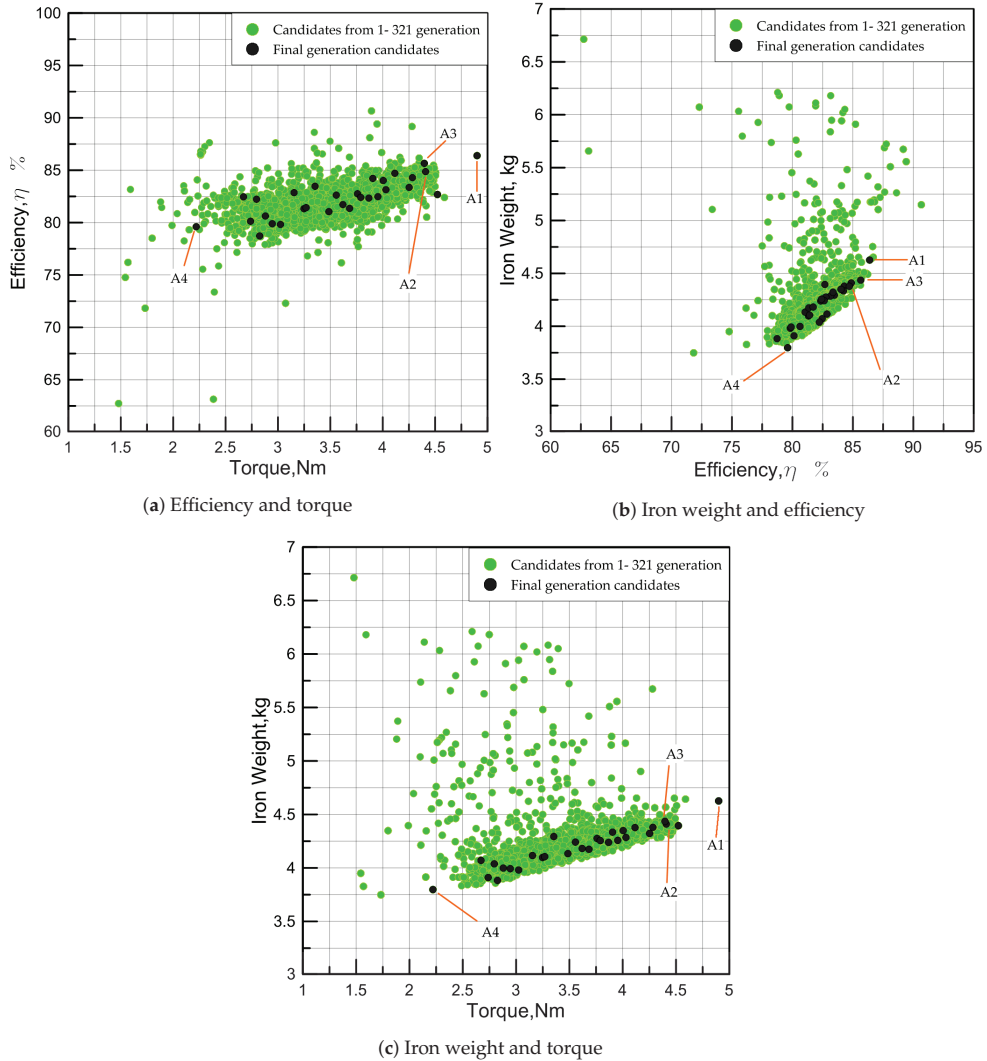 Candidates from 1- 321 generation
Final generation candidates
100
95
90
85
80
75
70
65
60
Efficiency,η %
A3
A1
A2
A4
1 1.5 2 2.5 3 3.5 4 4.5 5
Torque,Nm
(a) Efficiency and torque
Candidates from 1- 321 generation
Final generation candidates
7
6.5
6
5.5
5
4.5
4
3.5
3
Iron Weight, kg
A1
A3
A2
A4
60 65 70 75 80 85 90 95
Efficiency,η %
(b) Iron weight and efficiency
Candidates from 1- 321 generation
Final generation candidates
7
6.5
6
5.5
5
4.5
4
3.5
3
Iron Weight,kg
A3
A1
A2
A4
1 1.5 2 2.5 3 3.5 4 4.5 5
Torque,Nm
(c) Iron weight and torque